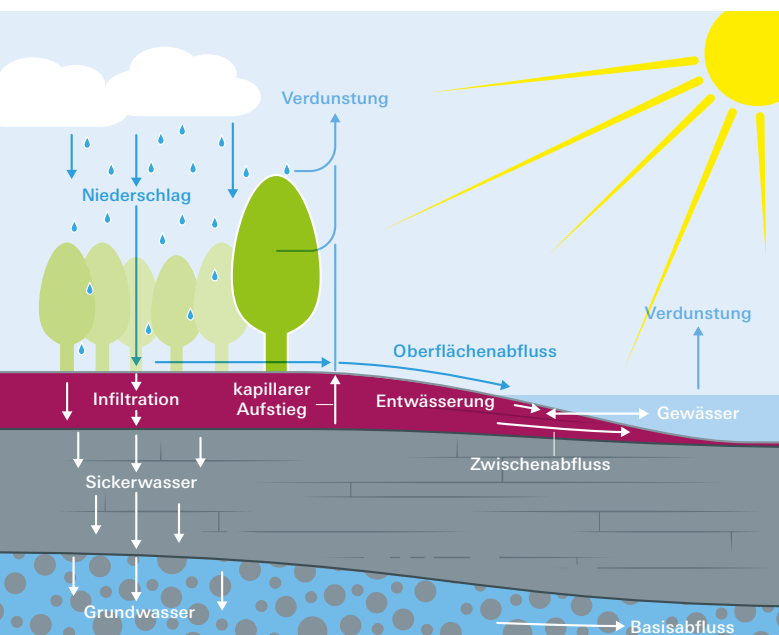 Verdunstung
Niederschlag
Verdunstung
Oberflächenabfluss
kapillarer
Aufstieg
Infiltration
Entwässerung
Gewässer
Zwischenabfluss
Sickerwasser
Grundwasser
Basisabfluss